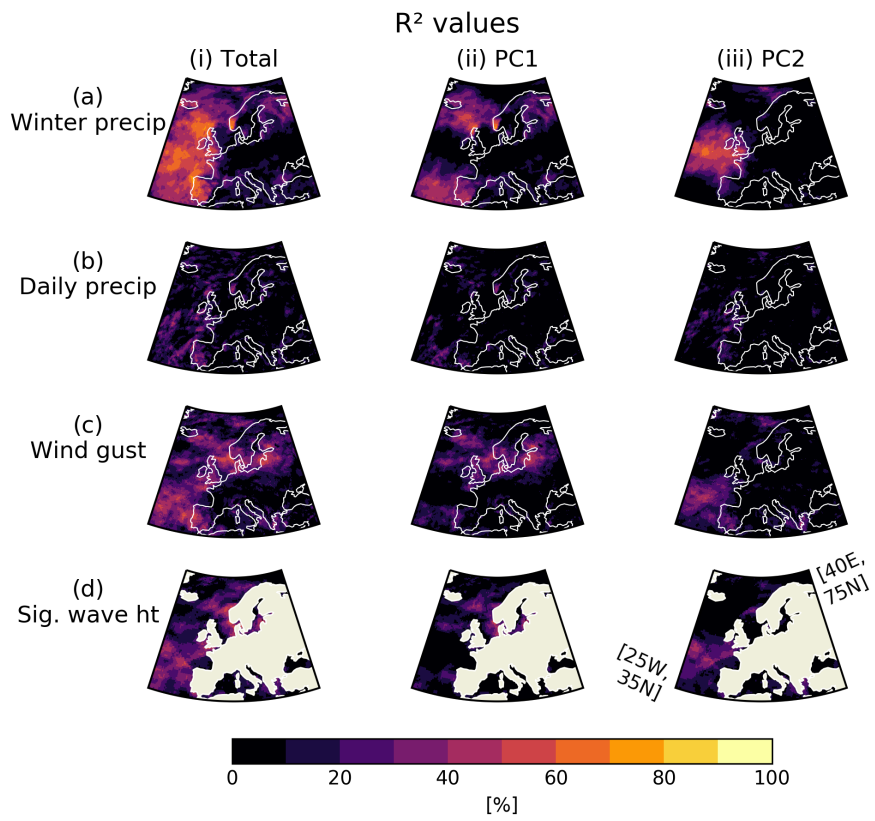 R² values
(i) Total
(ii) PC1
(iii) PC2
(a)
Winter precip
(b)
Daily precip
(c)
Wind gust
(d)
Sig. wave ht
[40E,
75N]
[25W,
35N]
0 20 40 60 80 100
[%]